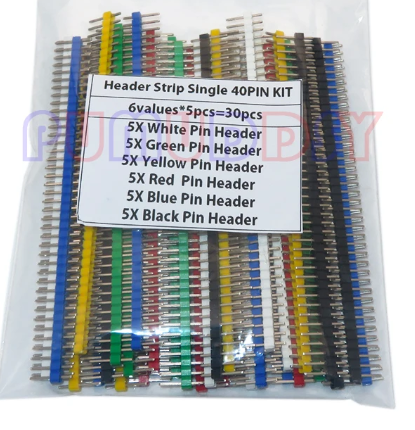 Header Strip Single 40PIN KIT
6values*5pcs=30pcs
5X White Pin Header
5X Green Pin Header
5X Yellow Pin Header
5X Red Pin Header
5X Blue Pin Header
5X Black Pin Header